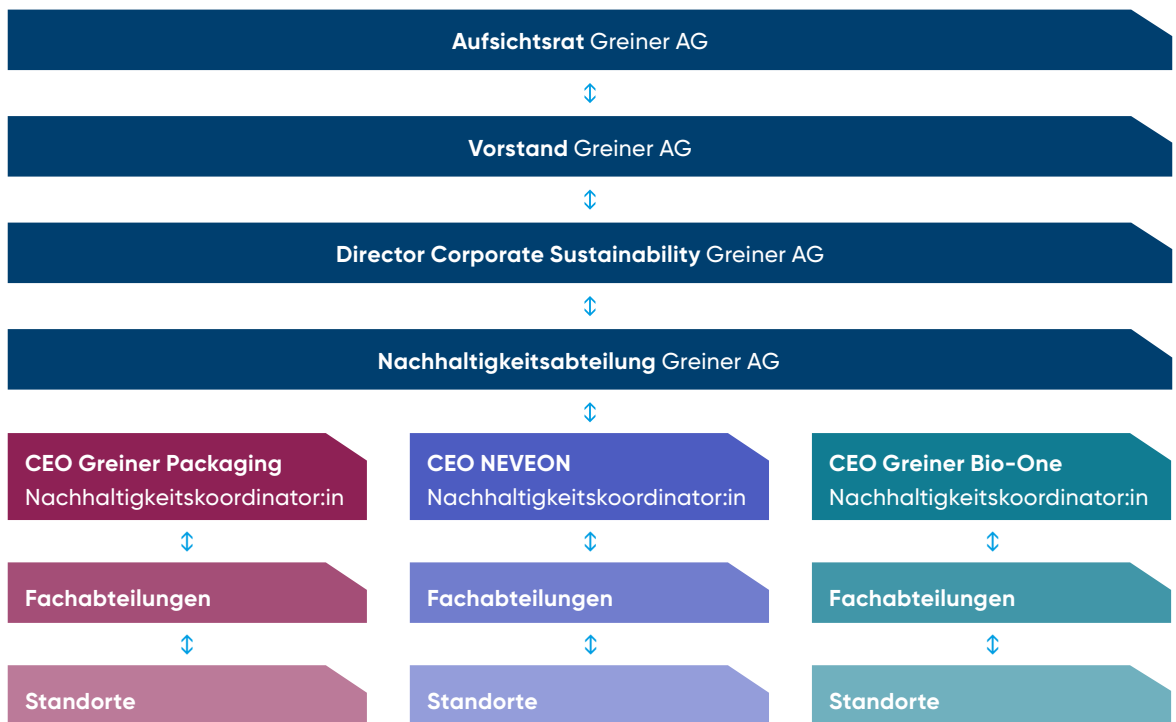 Aufsichtsrat Greiner AG
Vorstand Greiner AG
Director Corporate Sustainability Greiner AG
Nachhaltigkeitsabteilung Greiner AG
CEO Greiner Packaging
Nachhaltigkeitskoordinator:in
CEO NEVEON
Nachhaltigkeitskoordinator:in
CEO Greiner Bio-One
Nachhaltigkeitskoordinator:in
Fachabteilungen
Fachabteilungen
Fachabteilungen
Standorte
Standorte
Standorte